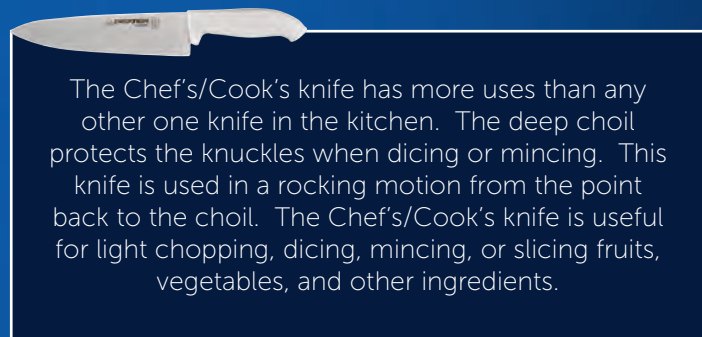 DEXTER
The Chef's/Cook's knife has more uses than any
other one knife in the kitchen. The deep choil
protects the knuckles when dicing or mincing. This
knife is used in a rocking motion from the point
back to the choil. The Chef's/Cook's knife is useful
for light chopping, dicing, mincing, or slicing fruits,
vegetables, and other ingredients.